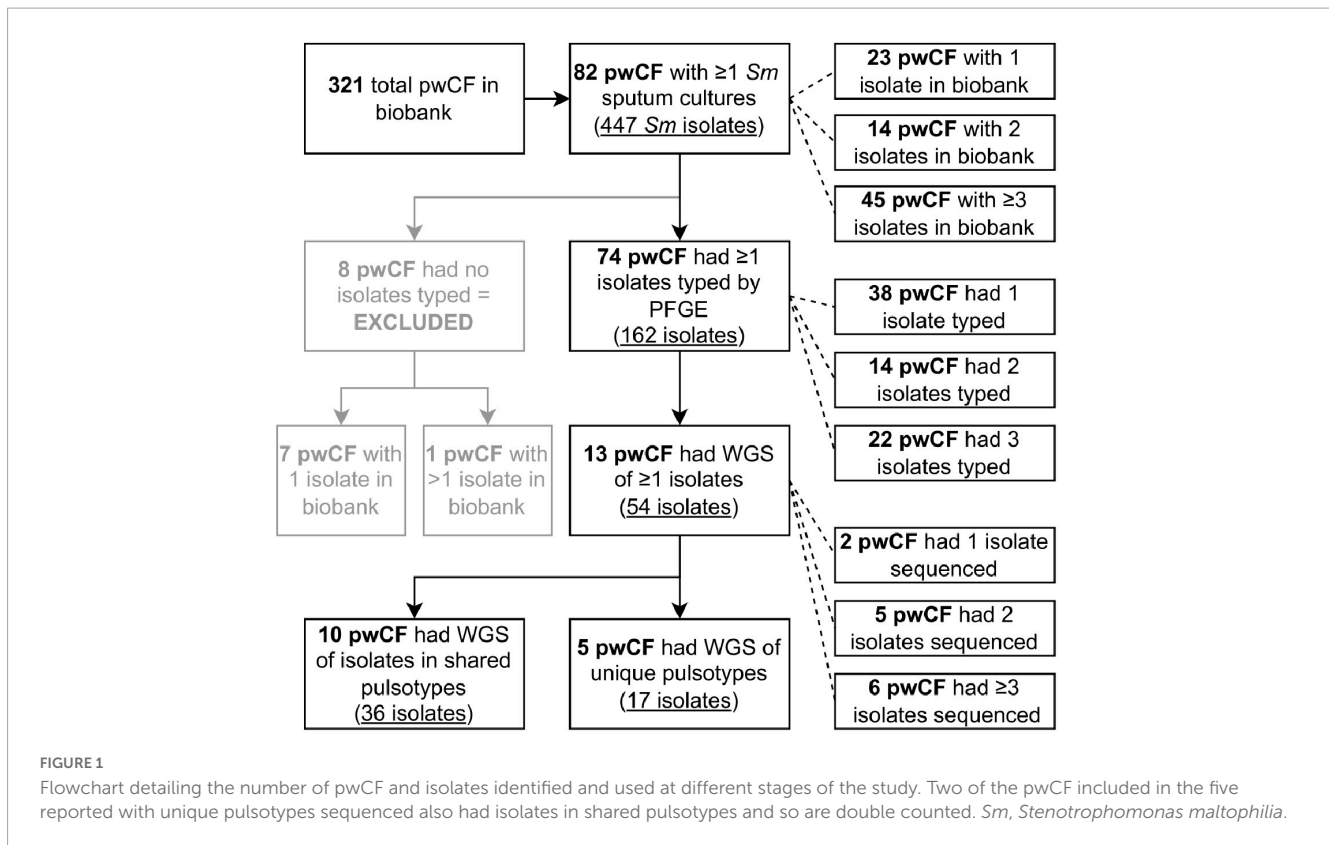 321 total pwCF in
biobank
82 pwCF with ≥1 Sm
sputum cultures
(447 Sm isolates)
23 pwCF with 1
isolate in biobank
14 pwCF with 2
isolates in biobank
45 pwCF with ≥3
isolates in biobank
8 pwCF had no
isolates typed =
EXCLUDED
74 pwCF had ≥1
isolates typed by
PFGE
(162 isolates)
38 pwCF had 1
isolate typed
14 pwCF had 2
isolates typed
22 pwCF had 3
isolates typed
7 pwCF with
1 isolate in
biobank
1 pwCF with
>1 isolate in
biobank
13 pwCF had WGS
of ≥1 isolates
(54 isolates)
2 pwCF had 1 isolate
sequenced
5 pwCF had 2
isolates sequenced
6 pwCF had ≥3
isolates sequenced
10 pwCF had WGS
of isolates in shared
pulsotypes
(36 isolates)
5 pwCF had WGS of
unique pulsotypes
(17 isolates)
FIGURE 1
Flowchart detailing the number of pwCF and isolates identified and used at different stages of the study. Two of the pwCF included in the five
reported with unique pulsotypes sequenced also had isolates in shared pulsotypes and so are double counted. Sm, Stenotrophomonas maltophilia.